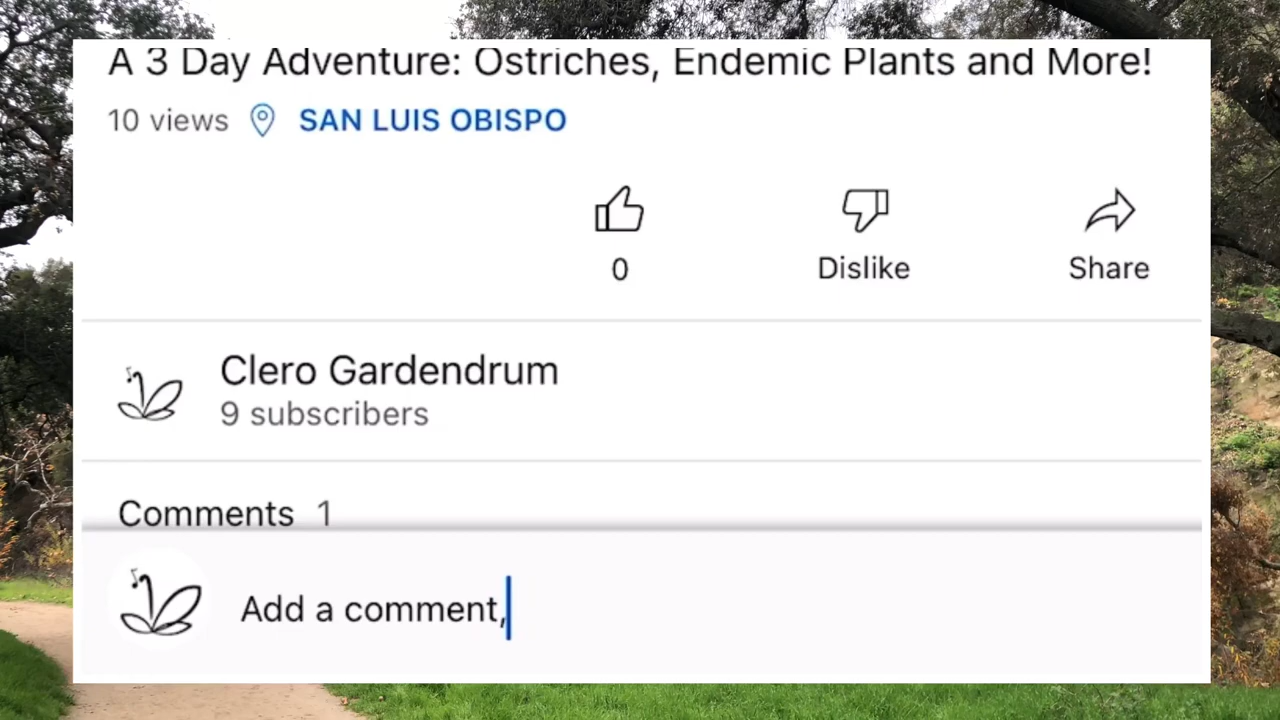 A 3 Day Adventure: Ostriches, Endemic Plants and More!
10 views SAN LUIS OBISPO
0 Dislike Share
Clero Gardendrum
9 subscribers
Comments 1
Add a comment,